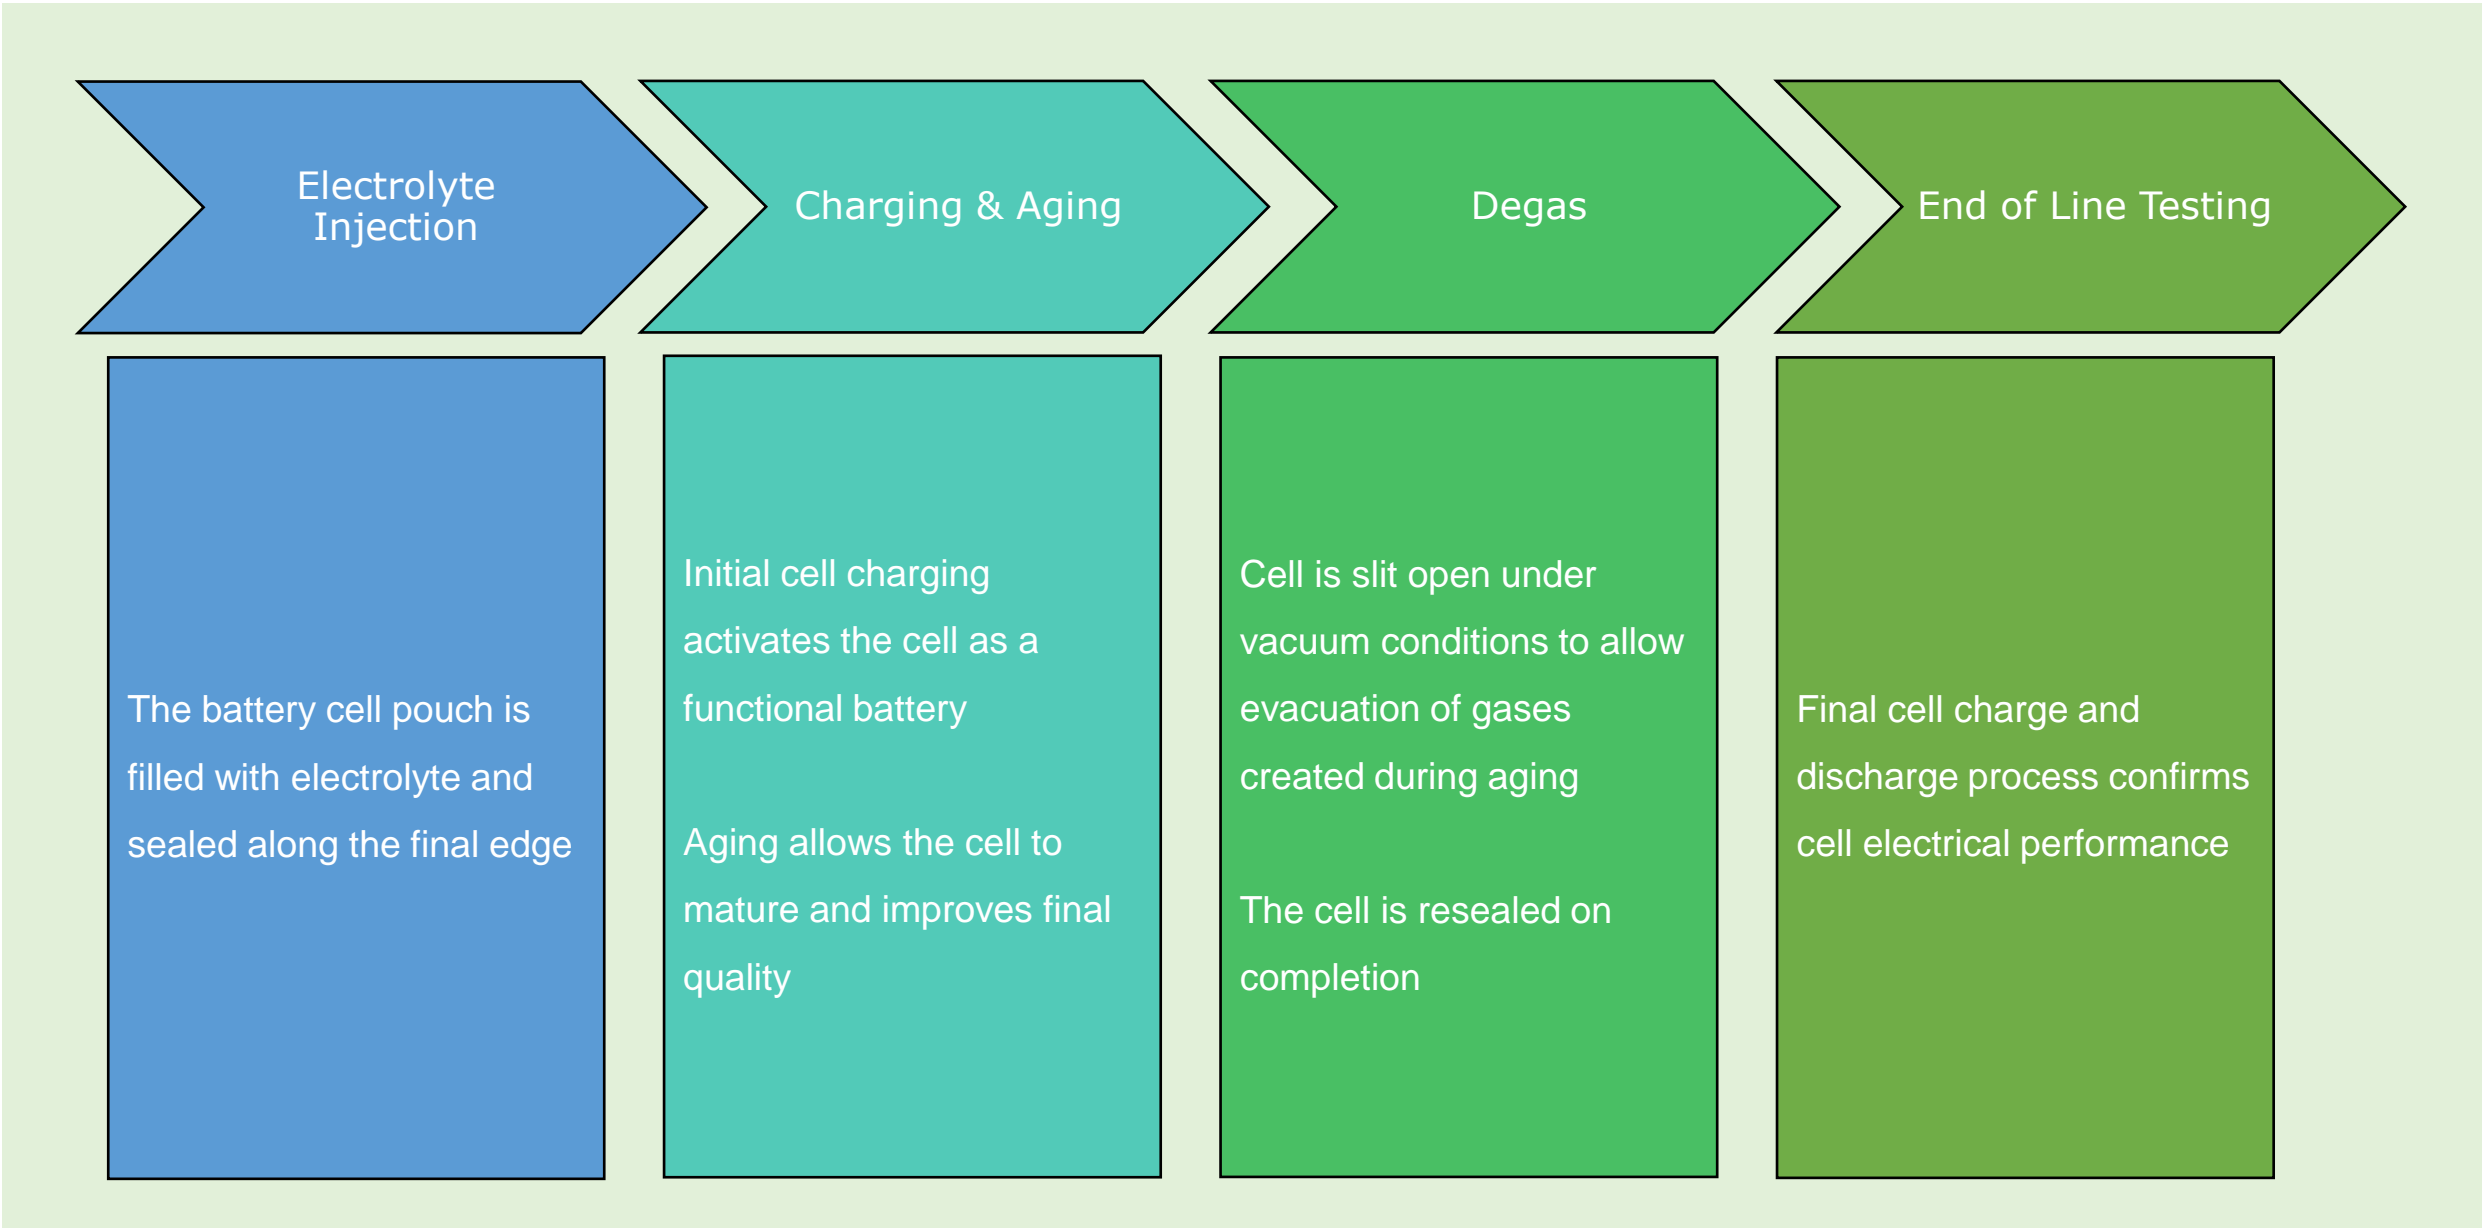 Electrolyte
Injection
Charging & Aging
Degas
End of Line Testing
The battery cell pouch is
filled with electrolyte and
sealed along the final edge
Initial cell charging
activates the cell as a
functional battery
Aging allows the cell to
mature and improves final
quality
Cell is slit open under
vacuum conditions to allow
evacuation of gases
created during aging
The cell is resealed on
completion
Final cell charge and
discharge process confirms
cell electrical performance